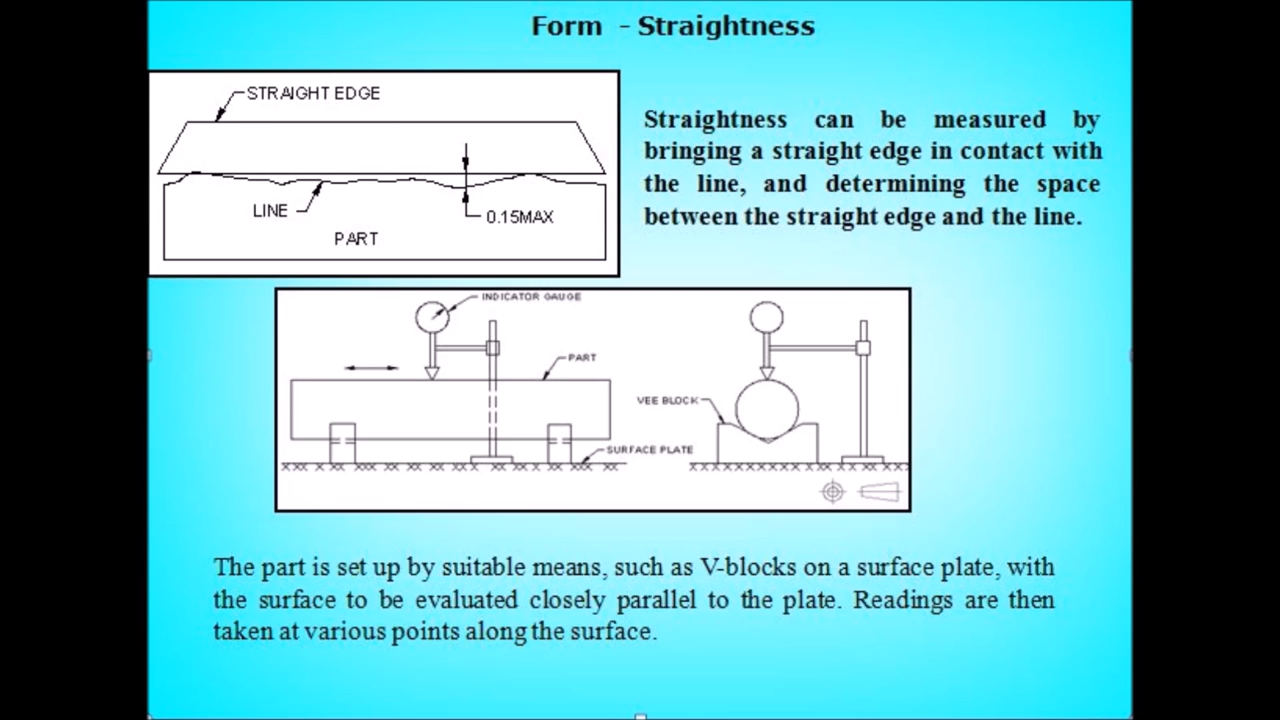 Form - Straightness
STRAIGHT EDGE
LINE
0.15MAX
PART
Straightness can be measured by
bringing a straight edge in contact with
the line, and determining the space
between the straight edge and the line.
INDICATOR GAUGE
PART
VEE BLOCK
SURFACE PLATE
The part is set up by suitable means, such as V-blocks on a surface plate, with
the surface to be evaluated closely parallel to the plate. Readings are then
taken at various points along the surface.